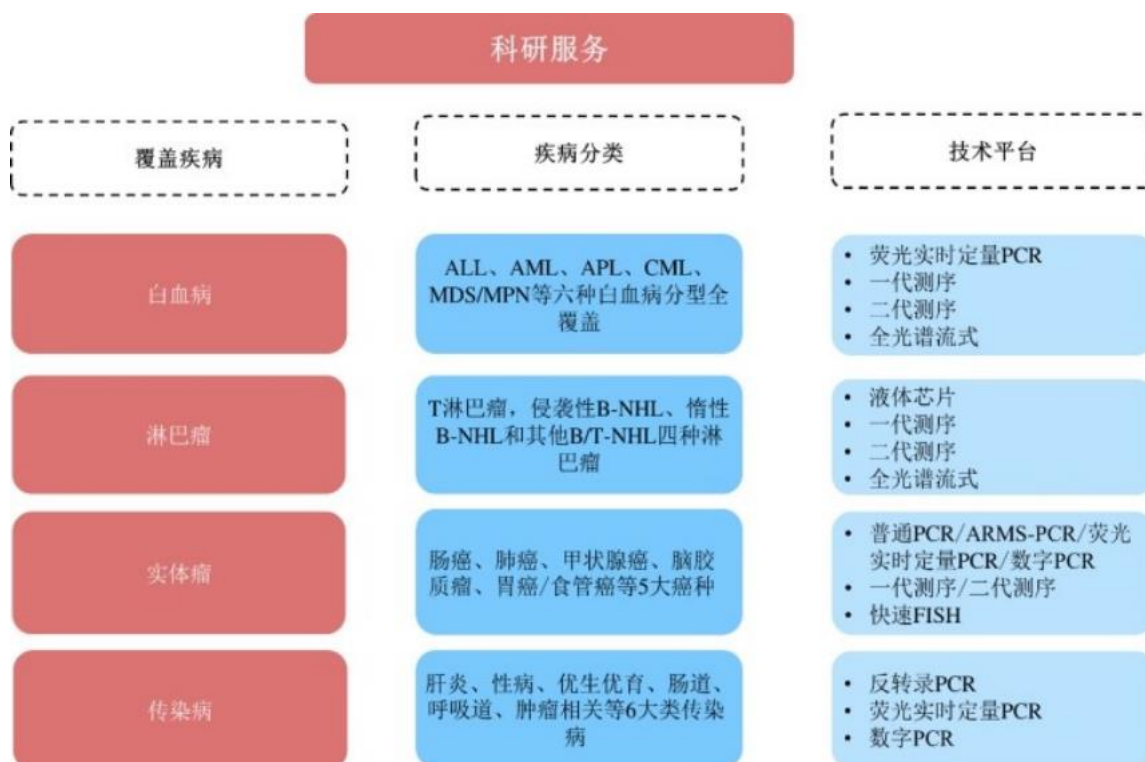 科研服务
覆盖疾病
疾病分类
技术平台
白血病
ALL、AML、APL、CML、
MDS/MPN等六种白血病分型全
覆盖
• 荧光实时定量PCR
• 一代测序
• 二代测序
• 全光谱流式
淋巴瘤
T淋巴瘤，侵袭性B-NHL、惰性
B-NHL和其他B/T-NHL四种淋
巴瘤
• 液体芯片
• 一代测序
• 二代测序
• 全光谱流式
实体瘤
肠癌、肺癌、甲状腺癌、脑胶
质瘤、胃癌/食管癌等5大癌种
• 普通PCR/ARMS-PCR/荧光
实时定量PCR/数字PCR
• 一代测序/二代测序
• 快速FISH
传染病
肝炎、性病、优生优育、肠道、
呼吸道、肿瘤相关等6大类传染
病
• 反转录PCR
• 荧光实时定量PCR
• 数字PCR